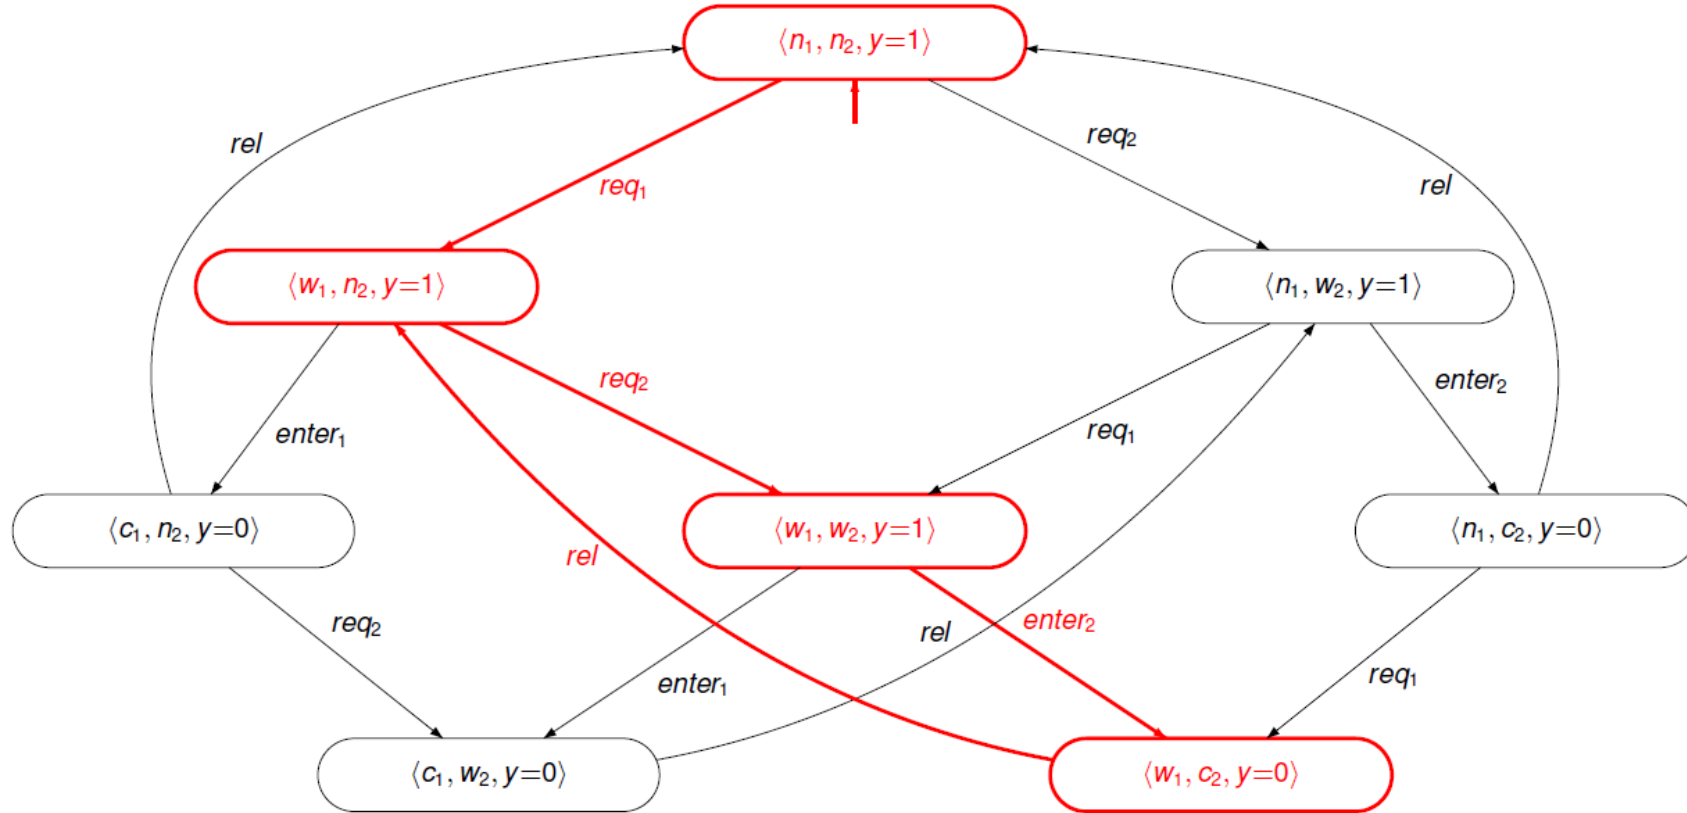 ⟨n₁, n₂, y=1⟩
req₂
rel
req₁
rel
⟨w₁, n₂, y=1⟩
⟨n₁, w₂, y=1⟩
req₂
enter₂
enter₁
req₁
⟨c₁, n₂, y=0⟩
⟨w₁, w₂, y=1⟩
⟨n₁, c₂, y=0⟩
rel
req₂
rel
enter₂
enter₁
req₁
⟨c₁, w₂, y=0⟩
⟨w₁, c₂, y=0⟩